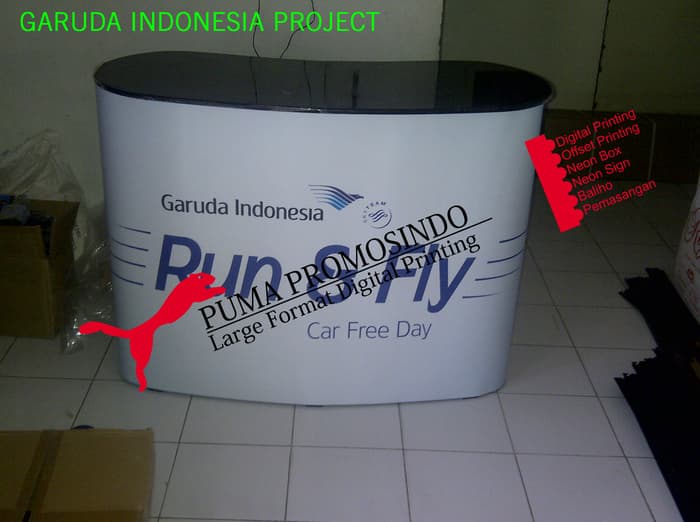 GARUDA INDONESIA PROJECT
Digital Printing
Offset Printing
Neon Box
Neon Sign
Baliho
Pemasangan
Garuda Indonesia
SKYTEAM
Run & Fly
PUMA PROMOSINDO
Large Format Digital Printing
Car Free Day